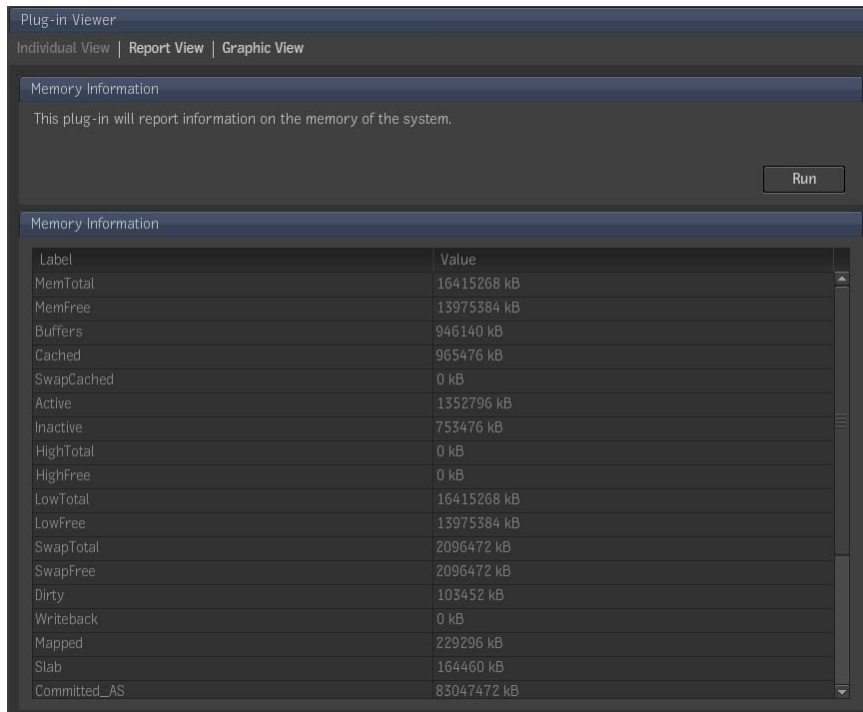 Plug-in Viewer
Individual View | Report View | Graphic View
Memory Information
This plug-in will report information on the memory of the system.
Run
Memory Information
Label Value
MemTotal 16415268 kB
MemFree 13975384 kB
Buffers 946140 kB
Cached 965476 kB
SwapCached 0 kB
Active 1352796 kB
Inactive 753476 kB
HighTotal 0 kB
HighFree 0 kB
LowTotal 16415268 kB
LowFree 13975384 kB
SwapTotal 2096472 kB
SwapFree 2096472 kB
Dirty 103452 kB
Writeback 0 kB
Mapped 229296 kB
Slab 164460 kB
Committed_AS 83047472 kB